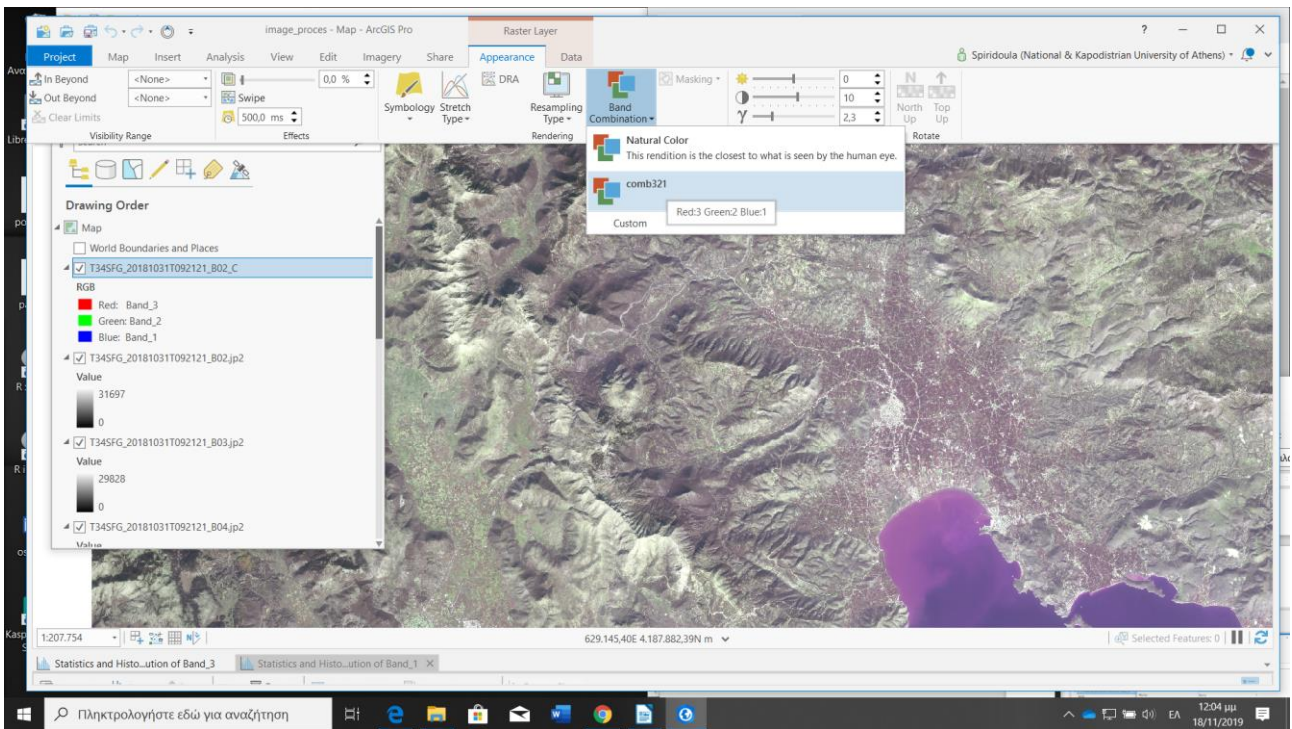 image_proces - Map - ArcGIS Pro
Raster Layer
?
Project Map Insert Analysis View Edit Imagery Share Appearance Data
Spiridoula (National & Kapodistrian University of Athens)
In Beyond <None>
Out Beyond <None>
Clear Limits
Visibility Range
0,0 %
Swipe
500,0 ms
Effects
Symbology
Stretch Type
DRA
Resampling Type
Band Combination
Masking
Rendering
0
10
γ 2,3
North Up
Top Up
Rotate
Natural Color
This rendition is the closest to what is seen by the human eye.
comb321
Red:3 Green:2 Blue:1
Custom
Drawing Order
Map
World Boundaries and Places
T34SFG_20181031T092121_B02_C
RGB
Red: Band_3
Green: Band_2
Blue: Band_1
T34SFG_20181031T092121_B02.jp2
Value
31697
0
T34SFG_20181031T092121_B03.jp2
Value
29828
0
T34SFG_20181031T092121_B04.jp2
Value
1:207.754
629.145,40E 4.187.882,39N m
Selected Features: 0
Statistics and Histo...ution of Band_3
Statistics and Histo...ution of Band_1
Πληκτρολογήστε εδώ για αναζήτηση
ΕΛ
12:04 μμ
18/11/2019